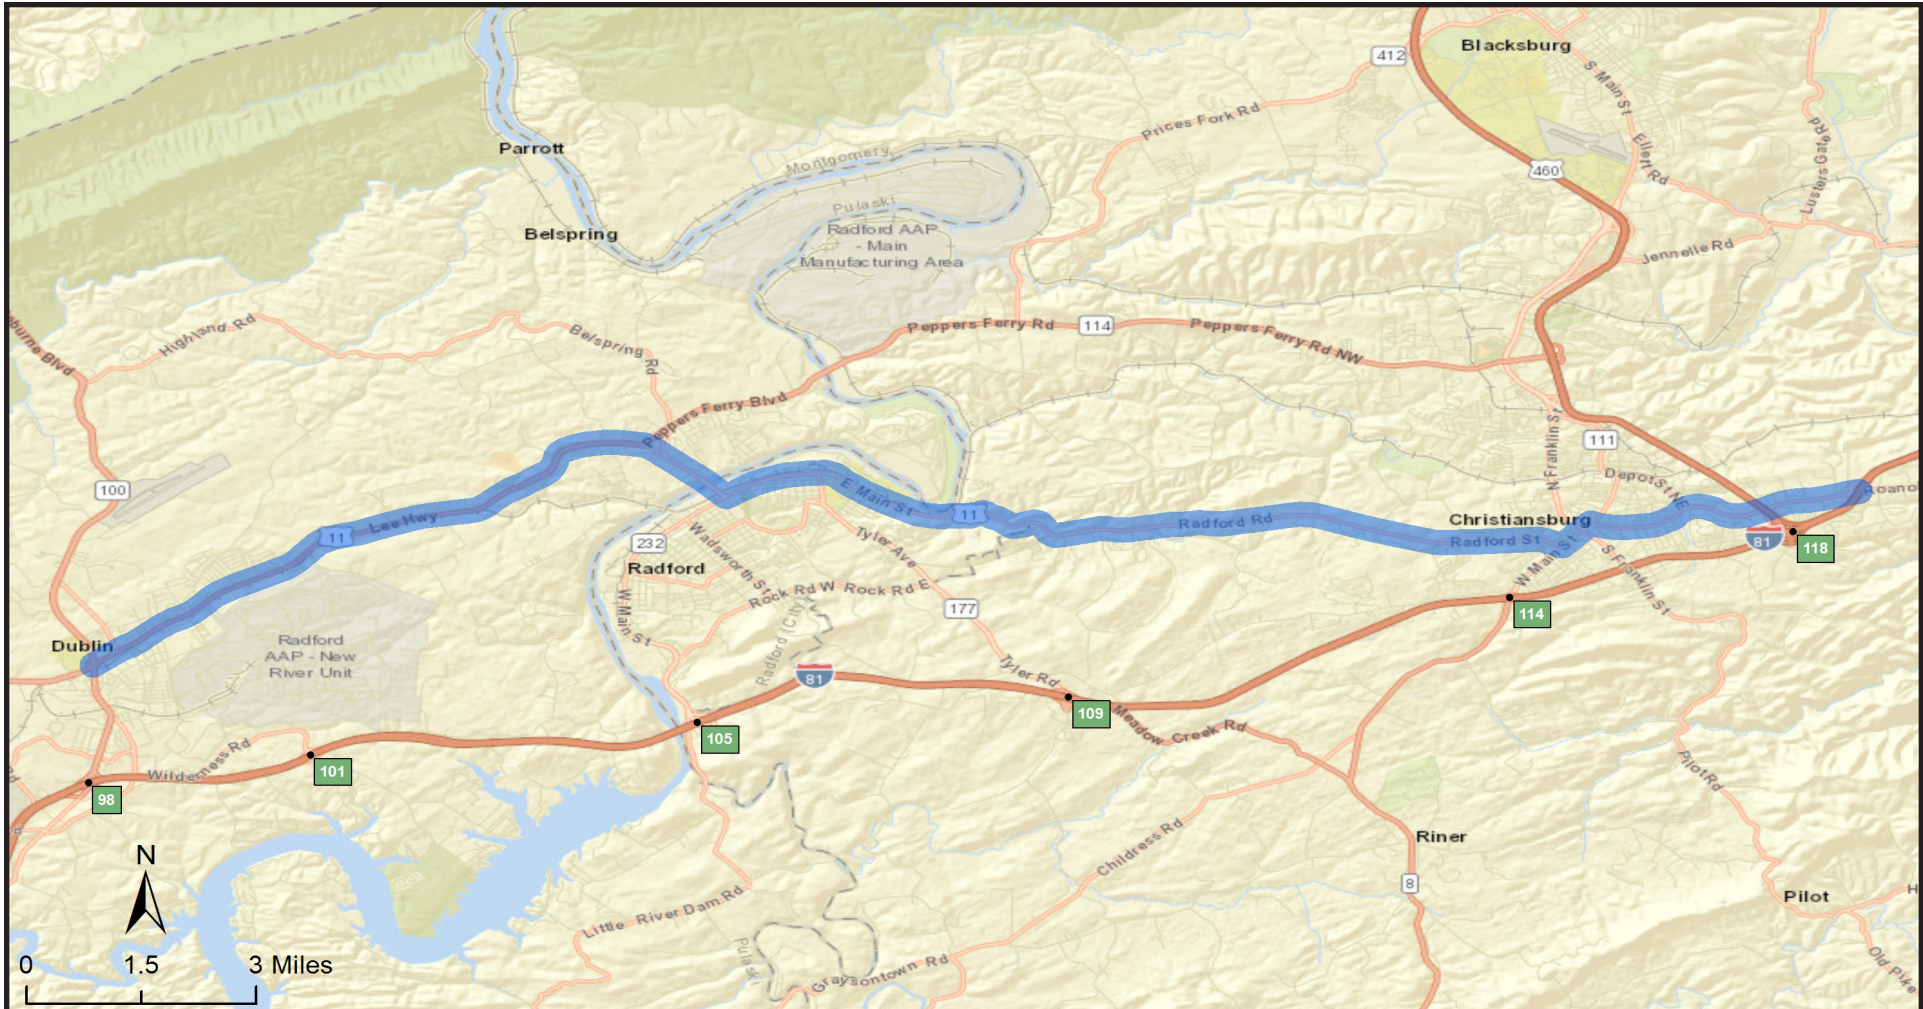 Blacksburg
412
S Main St
Ellert Rd
Prices Fork Rd
Lusters Gate Rd
Parrott
Montgomery
460
Pulaski
Belspring
Radford AAP
- Main
Manufacturing Area
Jennelle Rd
Highland Rd
Belspring Rd
Peppers Ferry Rd
114
Peppers Ferry Rd NW
Peppers Ferry Blvd
N Franklin St
111
Depot St NE
100
E Main St
11
Radford Rd
Christiansburg
Radford St
Roano
11
Lee Hwy
232
Wadsworth St
Tyler Ave
W Main St
S Franklin St
81
118
Radford
Rock Rd W
Rock Rd E
W Main St
177
114
Dublin
Radford
AAP - New
River Unit
Radford (City)
81
Tyler Rd
109
Meadow Creek Rd
105
Wilderness Rd
101
98
Pilot Rd
Childress Rd
Riner
8
N
Little River Dam Rd
Pilot
Pulaski
Graysontown Rd
Old Pike
0
1.5
3 Miles